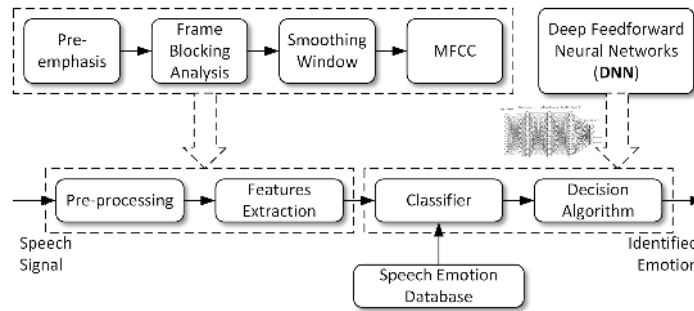 Pre-
emphasis
Frame
Blocking
Analysis
Smoothing
Window
MFCC
Deep Feedforward
Neural Networks
(DNN)
Pre-processing
Features
Extraction
Classifier
Decision
Algorithm
Speech
Signal
Identified
Emotion
Speech Emotion
Database